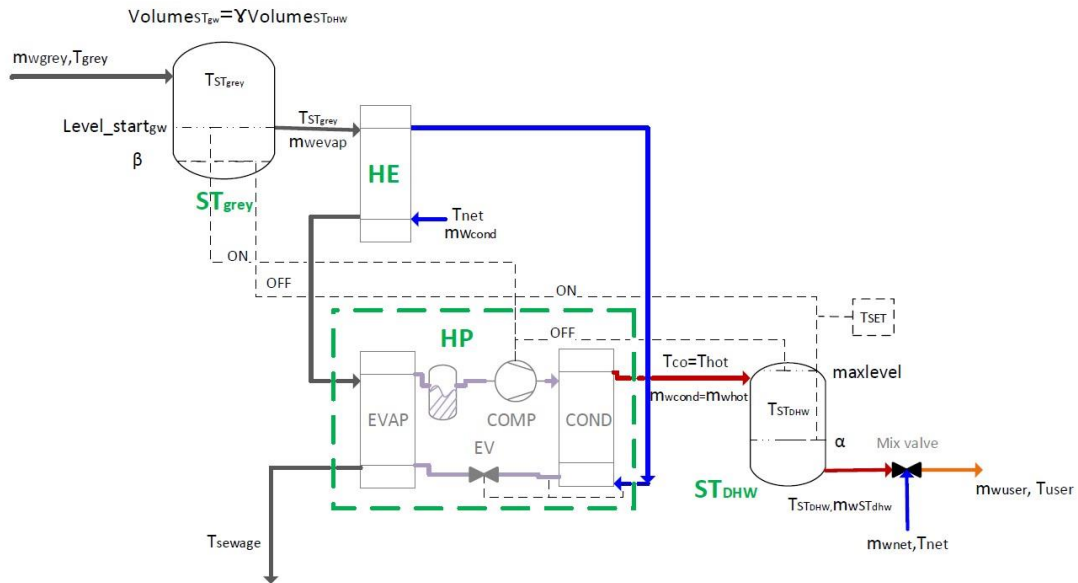 VolumeSTgw=ɣVolumeSTDHW
mwgrey,Tgrey
TSTgrey
Level_startgw
TSTgrey
mwevap
β
HE
STgrey
Tnet
mWcond
ON
OFF
ON
TSET
HP
OFF
Tco=Thot
maxlevel
mwcond=mwhot
TSTDHW
EVAP
COMP
COND
EV
α
Mix valve
STDHW
TSTDHW,mwSTdhw
mwuser, Tuser
Tsewage
mwnet,Tnet